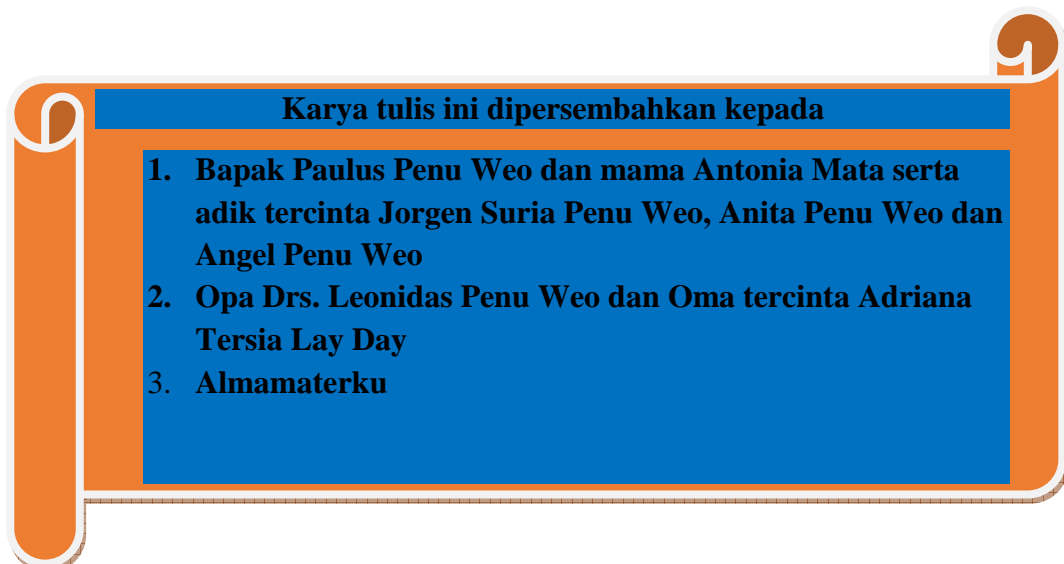 Karya tulis ini dipersembahkan kepada
1. Bapak Paulus Penu Weo dan mama Antonia Mata serta
adik tercinta Jorgen Suria Penu Weo, Anita Penu Weo dan
Angel Penu Weo
2. Opa Drs. Leonidas Penu Weo dan Oma tercinta Adriana
Tersia Lay Day
3. Almamaterku